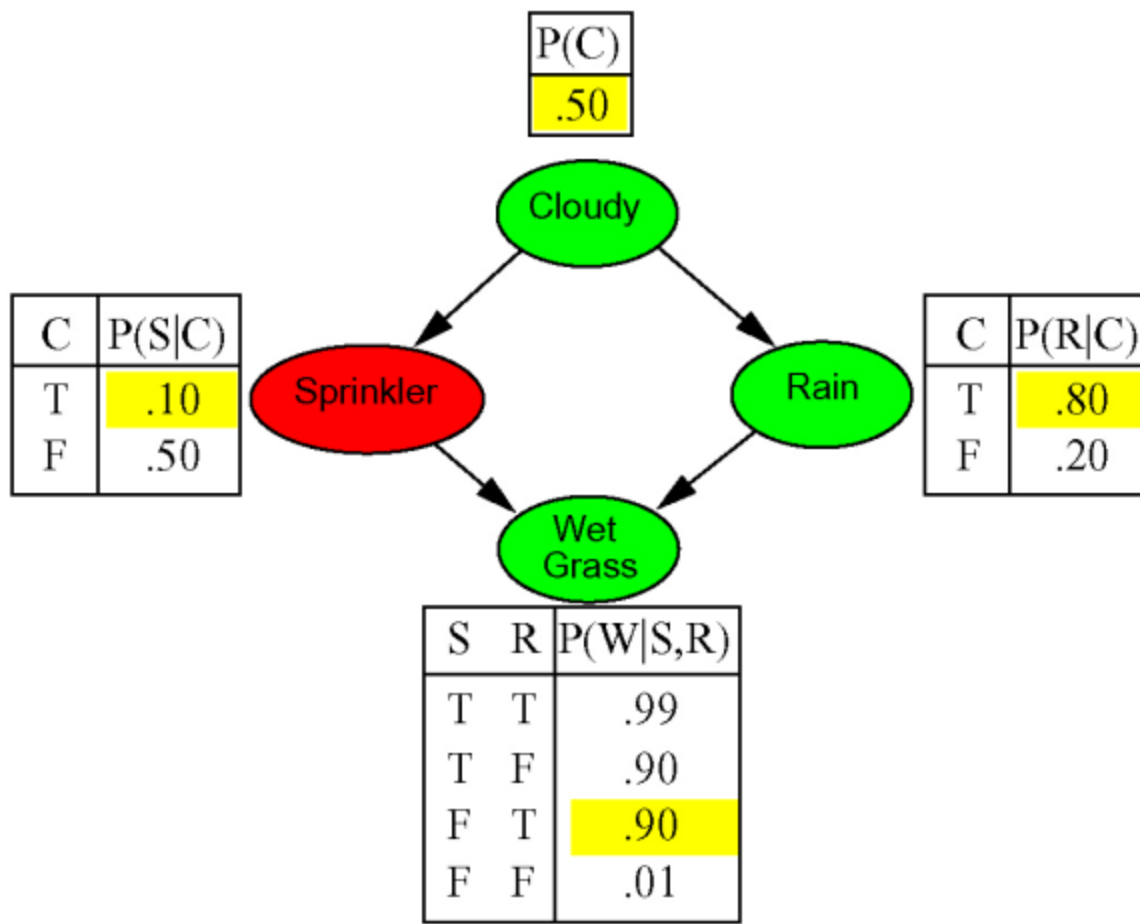 P(C)
.50
Cloudy
C P(S|C)
T .10
F .50
Sprinkler
Rain
C P(R|C)
T .80
F .20
Wet
Grass
S R P(W|S,R)
T T .99
T F .90
F T .90
F F .01